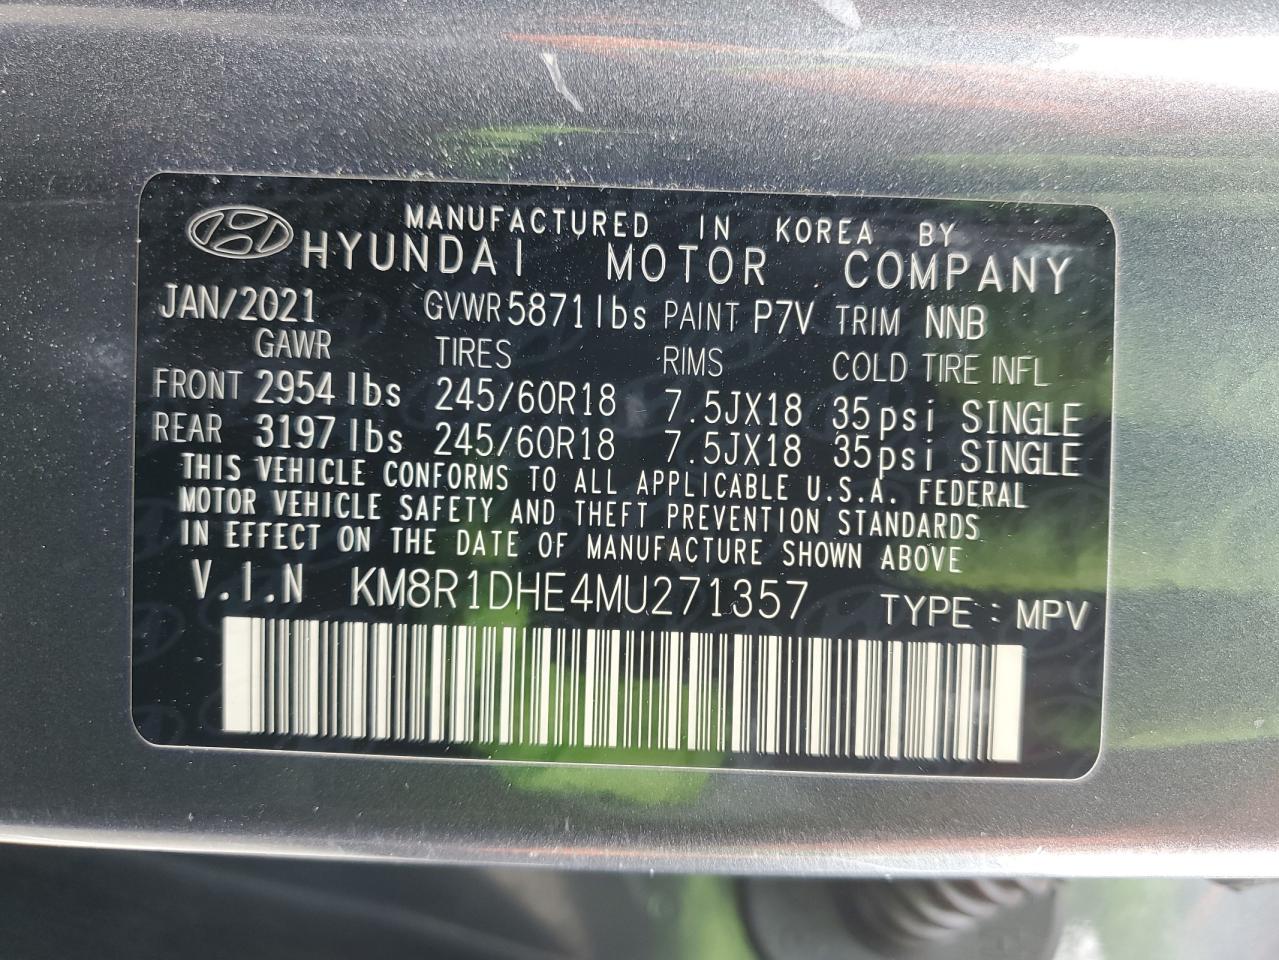 MANUFACTURED IN KOREA BY
HYUNDAI MOTOR COMPANY
JAN/2021 GVWR 5871 lbs PAINT P7V TRIM NNB
GAWR TIRES RIMS COLD TIRE INFL
FRONT 2954 lbs 245/60R18 7.5JX18 35psi SINGLE
REAR 3197 lbs 245/60R18 7.5JX18 35psi SINGLE
THIS VEHICLE CONFORMS TO ALL APPLICABLE U.S.A. FEDERAL
MOTOR VEHICLE SAFETY AND THEFT PREVENTION STANDARDS
IN EFFECT ON THE DATE OF MANUFACTURE SHOWN ABOVE
V.I.N KM8R1DHE4MU271357 TYPE : MPV